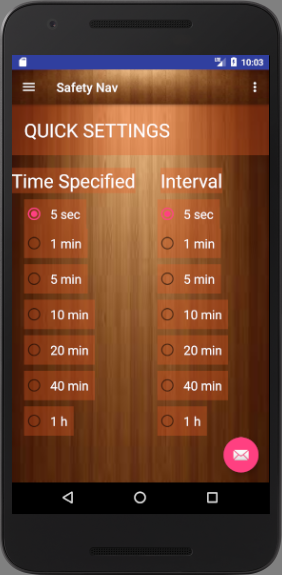 10:03
Safety Nav
QUICK SETTINGS
Time Specified Interval
5 sec 5 sec
1 min 1 min
5 min 5 min
10 min 10 min
20 min 20 min
40 min 40 min
1 h 1 h